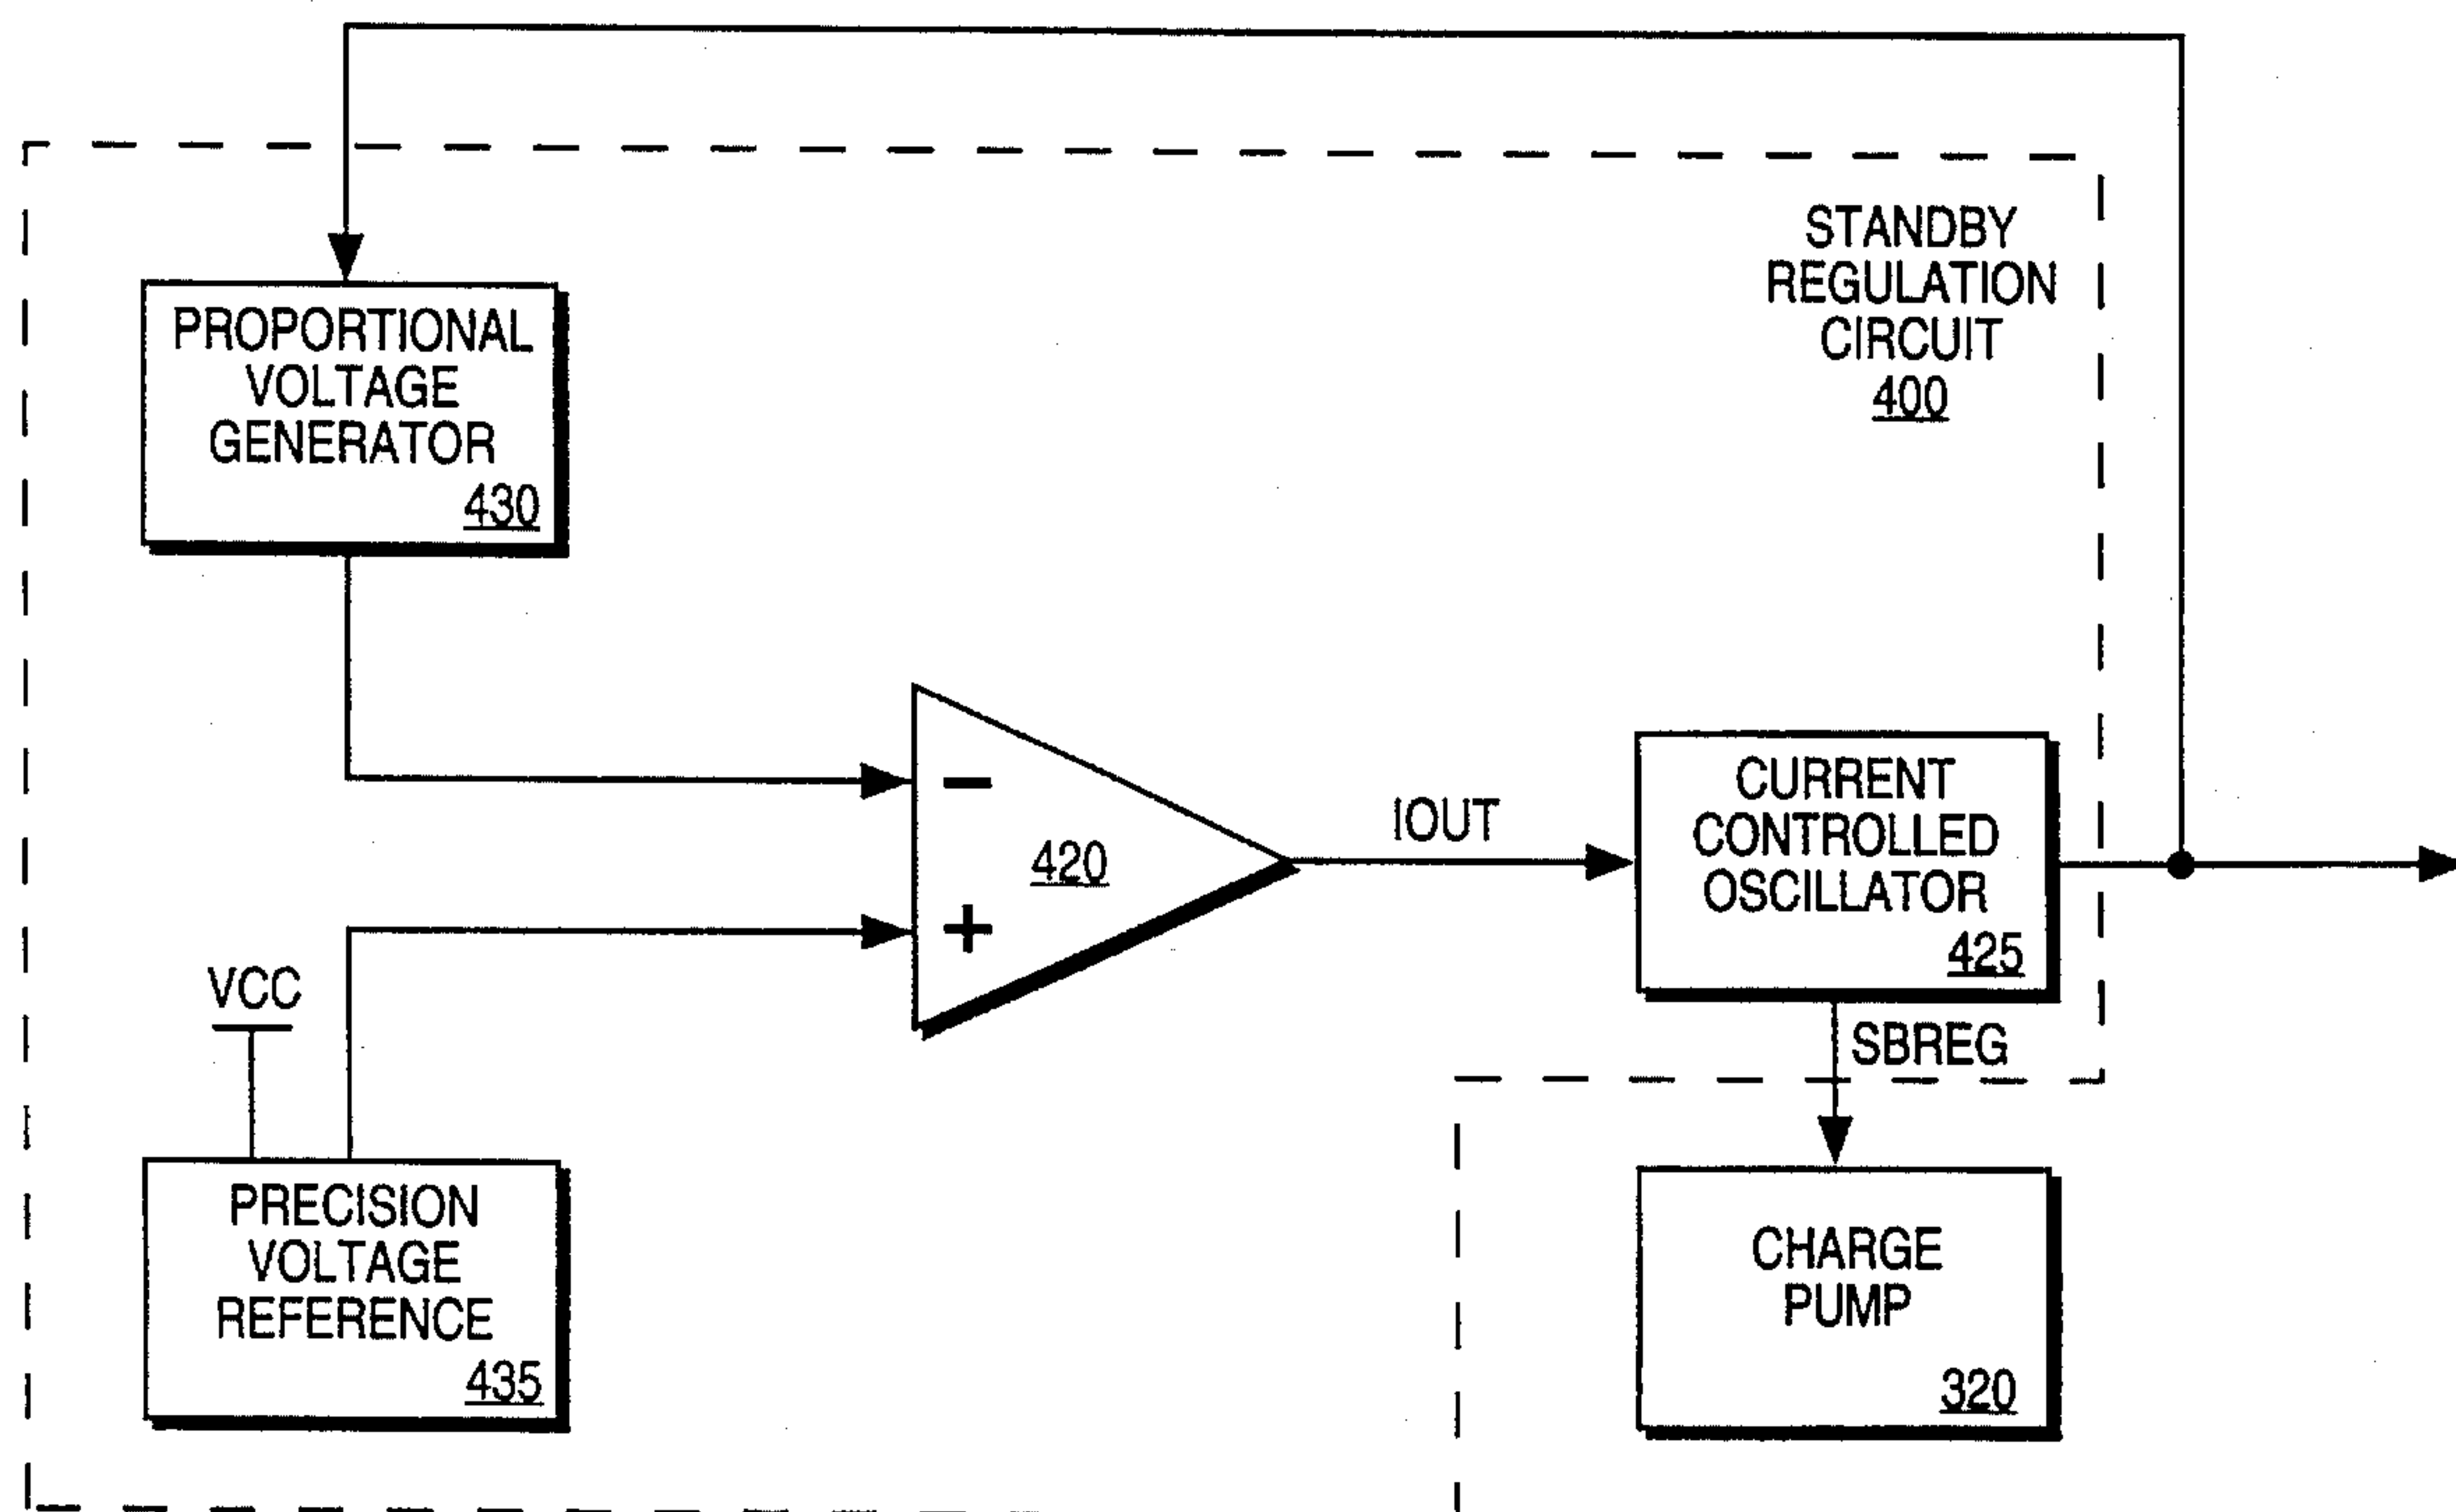 STANDBY
REGULATION
CIRCUIT
400
PROPORTIONAL
VOLTAGE
GENERATOR
430
−
420
+
IOUT
CURRENT
CONTROLLED
OSCILLATOR
425
SBREG
VCC
PRECISION
VOLTAGE
REFERENCE
435
CHARGE
PUMP
320